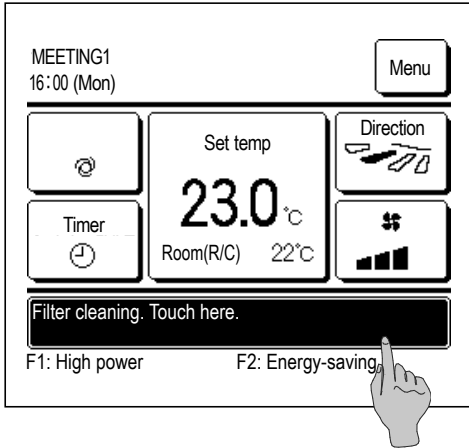 MEETING1
Menu
16:00 (Mon)
Set temp
Direction
23.0 °C
Timer
Room(R/C) 22°C
Filter cleaning. Touch here.
F1: High power F2: Energy-saving